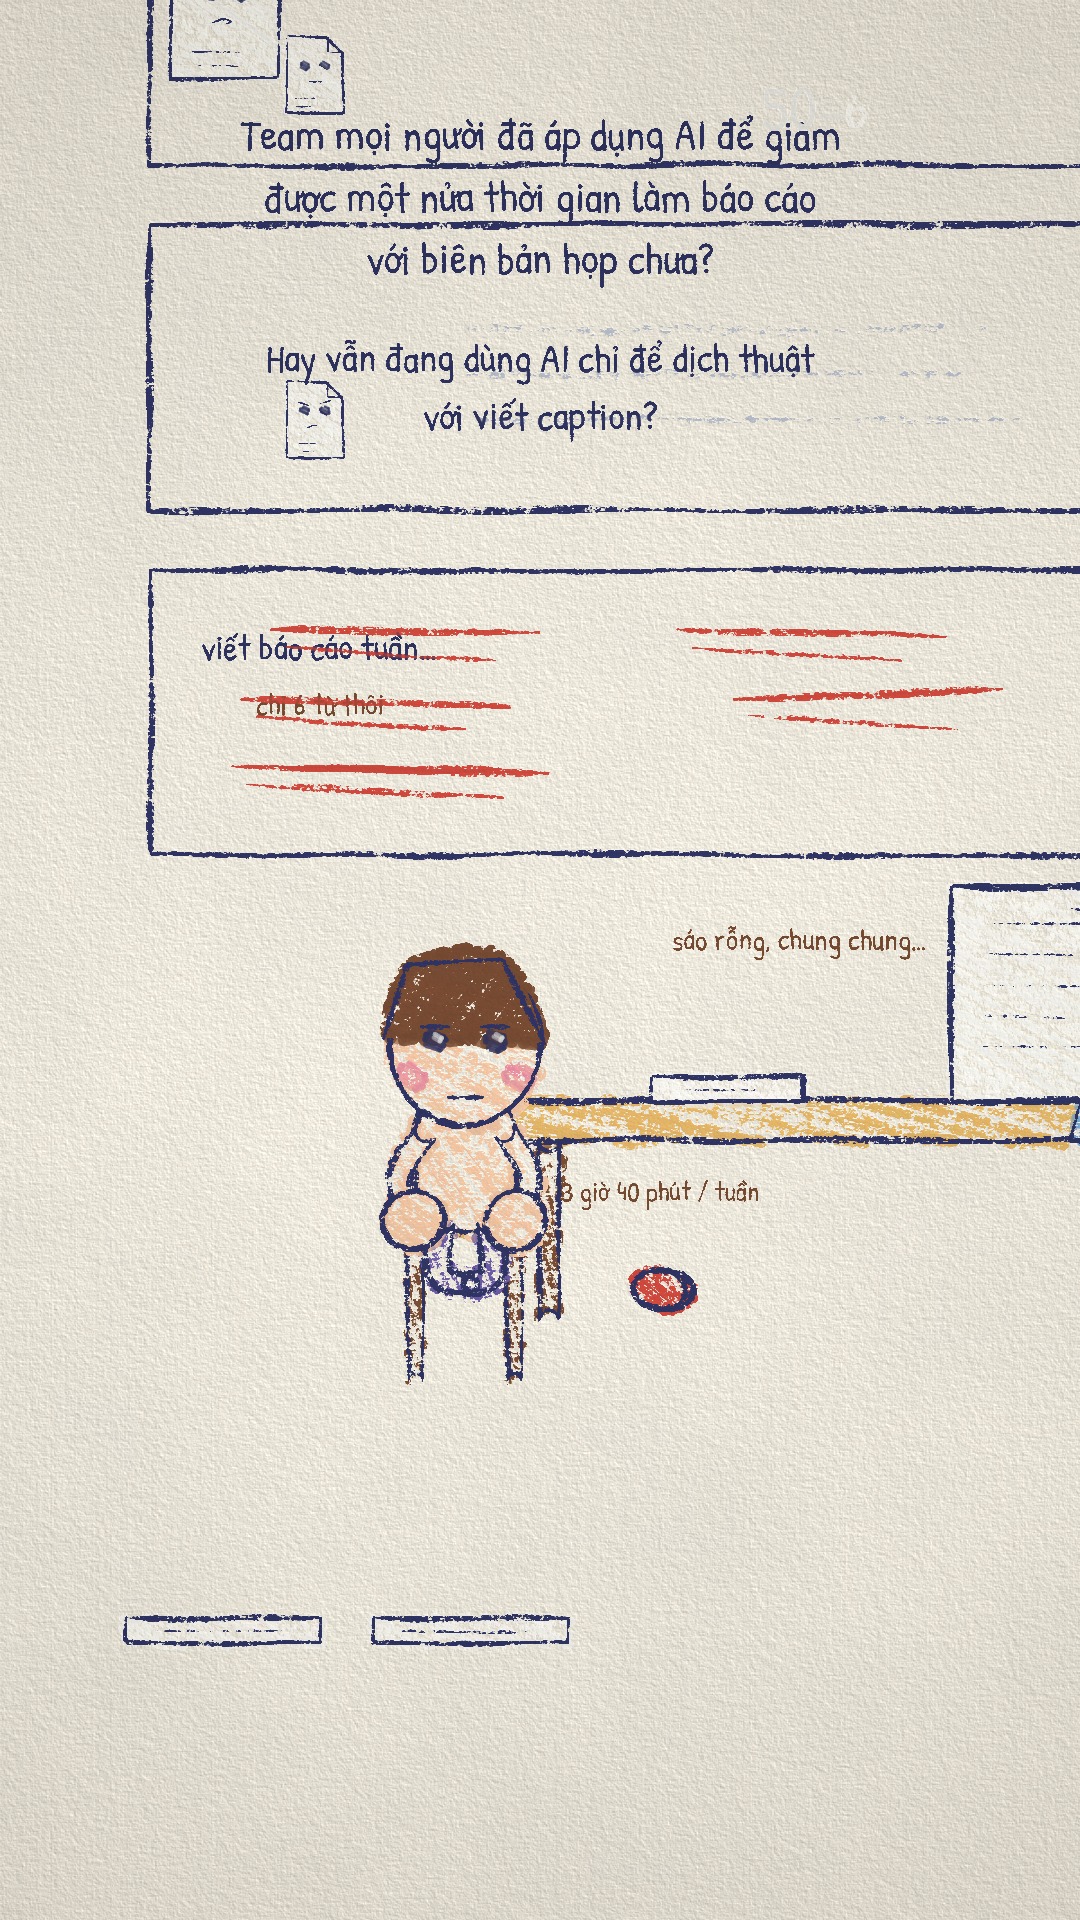 Team mọi người đã áp dụng AI để giảm
được một nửa thời gian làm báo cáo
với biên bản họp chưa?
Hay vẫn đang dùng AI chỉ để dịch thuật
với viết caption?
viết báo cáo tuần...
chỉ 6 từ thôi
sáo rỗng, chung chung...
3 giờ 40 phút / tuần